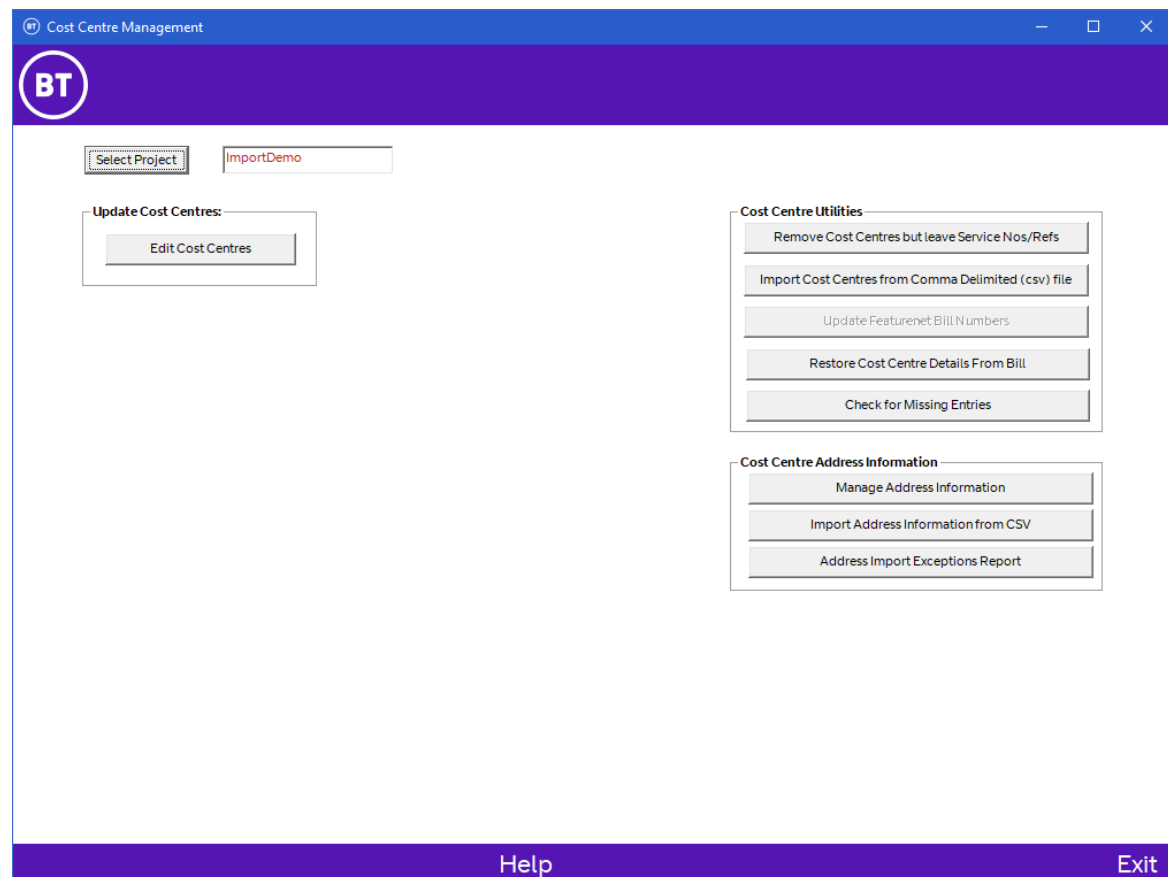 BT Cost Centre Management
BT
Select Project ImportDemo
Update Cost Centres:
Edit Cost Centres
Cost Centre Utilities
Remove Cost Centres but leave Service Nos/Refs
Import Cost Centres from Comma Delimited (csv) file
Update Featurenet Bill Numbers
Restore Cost Centre Details From Bill
Check for Missing Entries
Cost Centre Address Information
Manage Address Information
Import Address Information from CSV
Address Import Exceptions Report
Help Exit